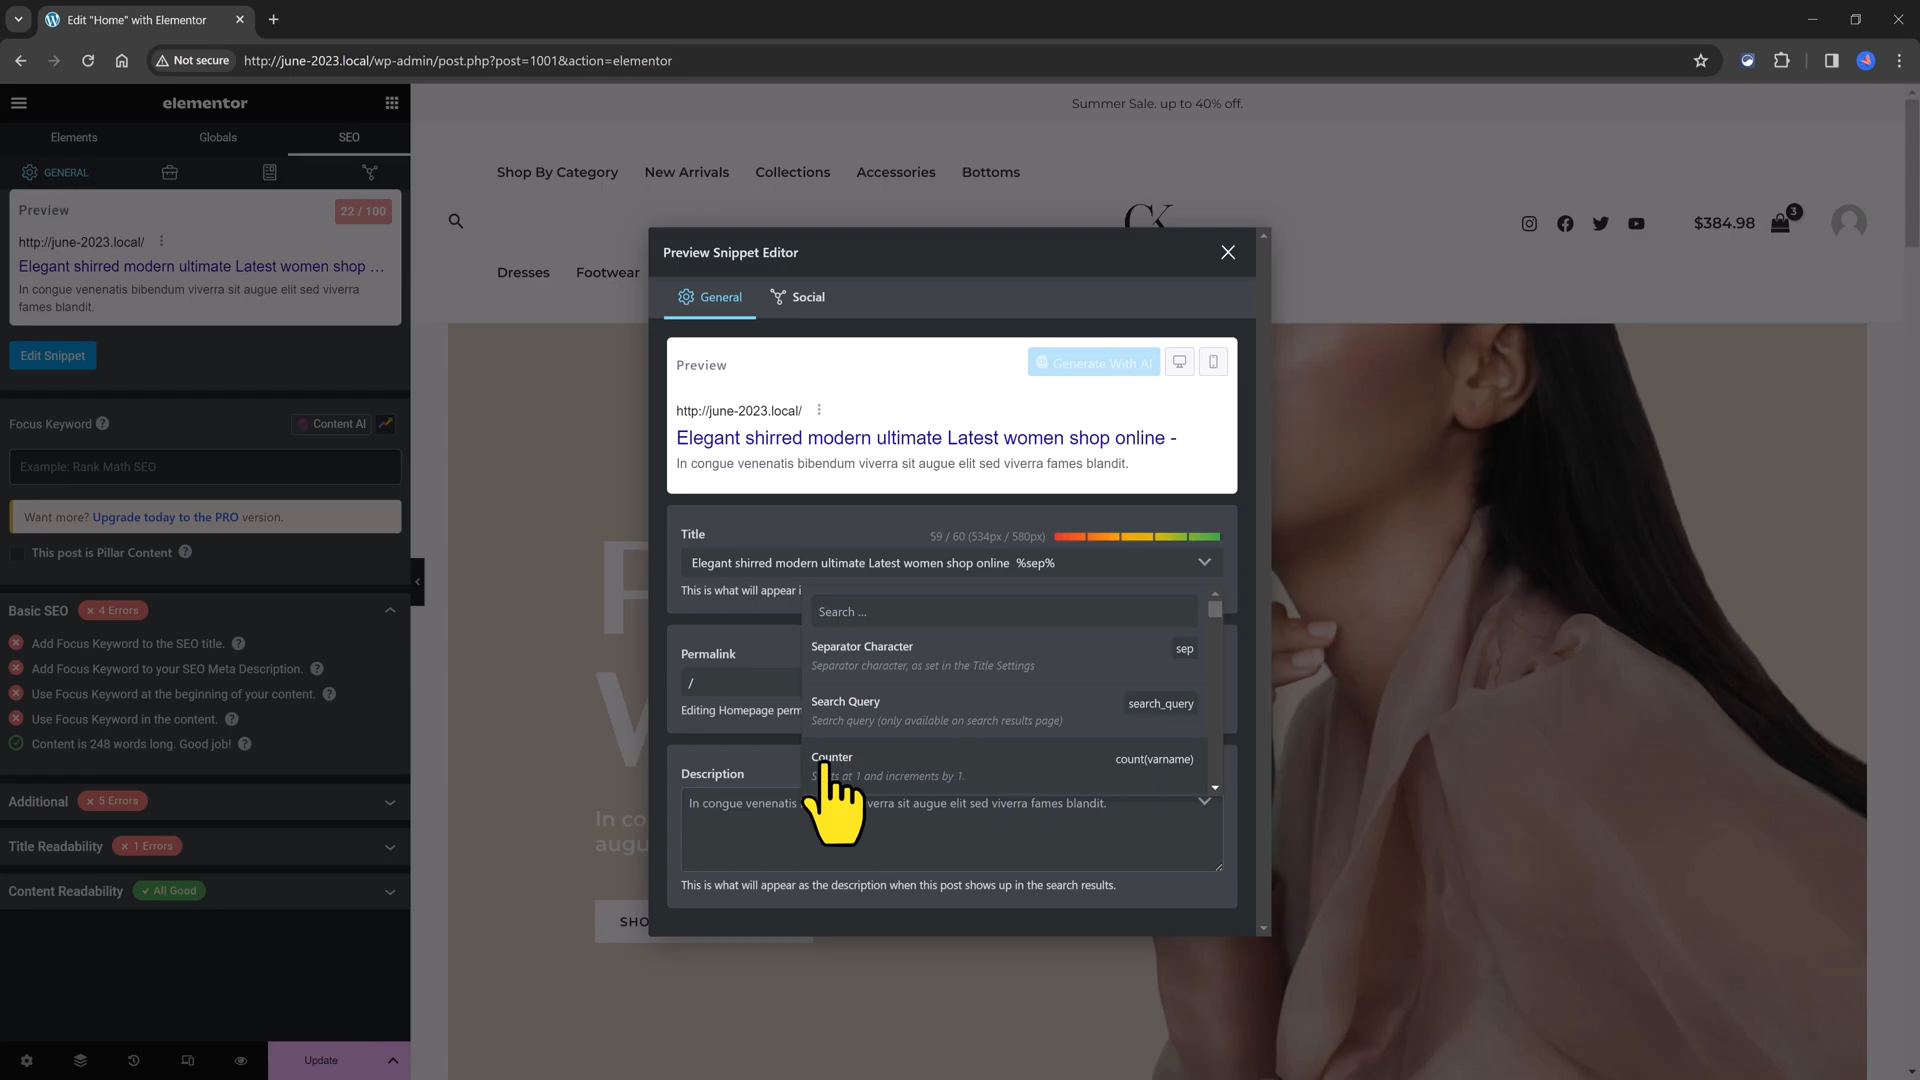 Edit "Home" with Elementor
Not secure
http://june-2023.local/wp-admin/post.php?post=1001&action=elementor
elementor
Elements
Globals
SEO
GENERAL
Preview
22 / 100
http://june-2023.local/
Elegant shirred modern ultimate Latest women shop …
In congue venenatis bibendum viverra sit augue elit sed viverra
fames blandit.
Edit Snippet
Focus Keyword
Content AI
Example: Rank Math SEO
Want more? Upgrade today to the PRO version.
This post is Pillar Content
Basic SEO
× 4 Errors
Add Focus Keyword to the SEO title.
Add Focus Keyword to your SEO Meta Description.
Use Focus Keyword at the beginning of your content.
Use Focus Keyword in the content.
Content is 248 words long. Good job!
Additional
× 5 Errors
Title Readability
× 1 Errors
Content Readability
All Good
Update
Summer Sale. up to 40% off.
Shop By Category
New Arrivals
Collections
Accessories
Bottoms
CK
$384.98
3
Dresses
Footwear
In co
augu
SHO
Preview Snippet Editor
General
Social
Preview
Generate With AI
http://june-2023.local/
Elegant shirred modern ultimate Latest women shop online -
In congue venenatis bibendum viverra sit augue elit sed viverra fames blandit.
Title
59 / 60 (534px / 580px)
Elegant shirred modern ultimate Latest women shop online %sep%
This is what will appear i
Search ...
Separator Character
sep
Separator character, as set in the Title Settings
Search Query
search_query
Search query (only available on search results page)
Counter
count(varname)
at 1 and increments by 1.
Permalink
/
Editing Homepage perm
Description
In congue venenatis verra sit augue elit sed viverra fames blandit.
This is what will appear as the description when this post shows up in the search results.